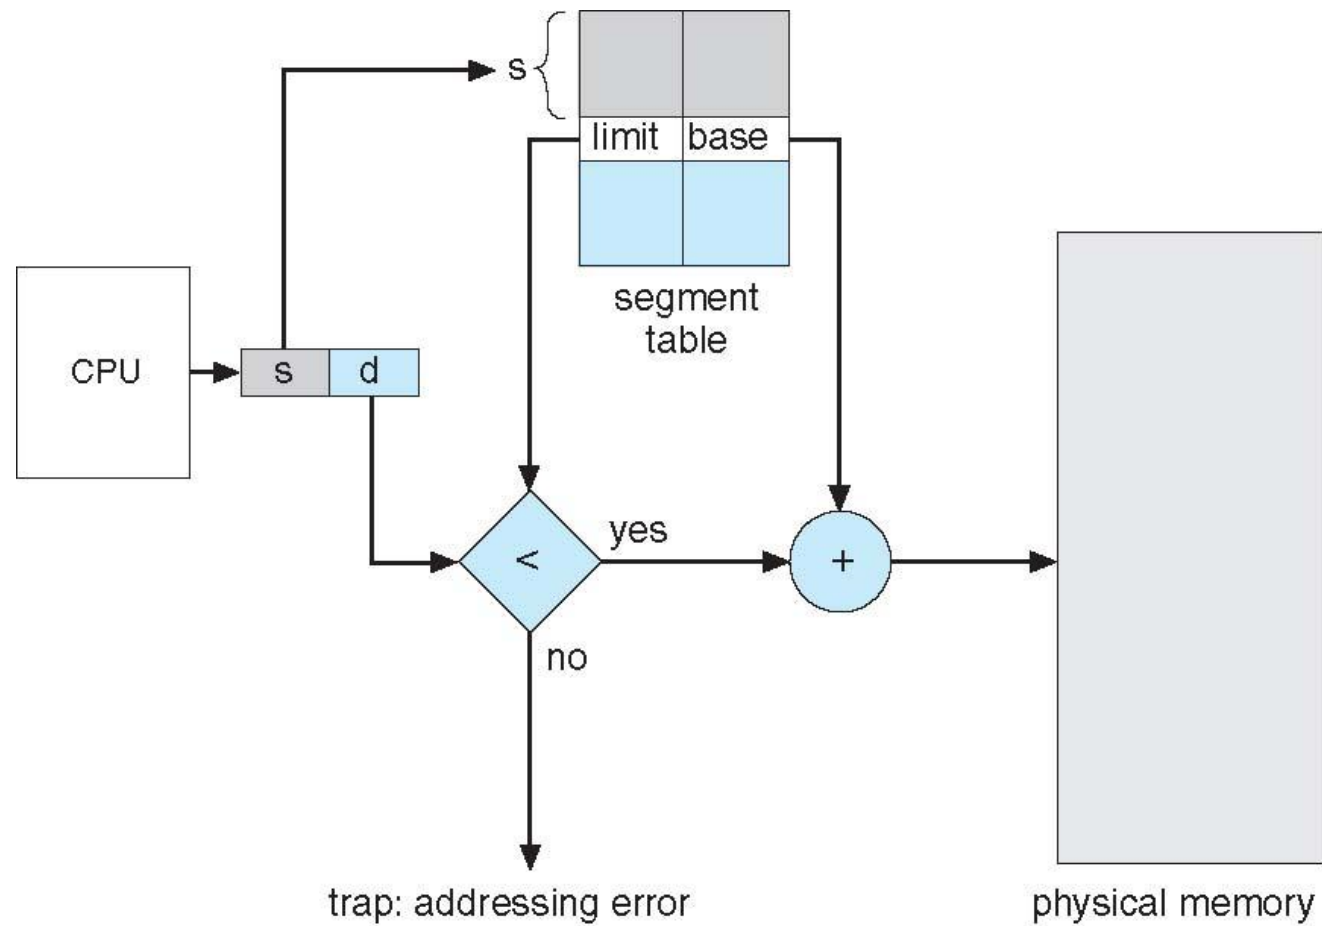 s
limit base
segment
table
CPU
s d
<
yes
+
no
trap: addressing error
physical memory